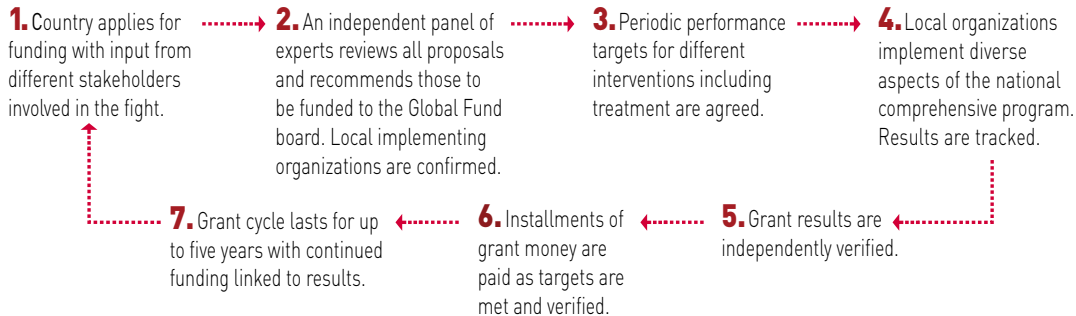 1. Country applies for
funding with input from
different stakeholders
involved in the fight.
2. An independent panel of
experts reviews all proposals
and recommends those to
be funded to the Global Fund
board. Local implementing
organizations are confirmed.
3. Periodic performance
targets for different
interventions including
treatment are agreed.
4. Local organizations
implement diverse
aspects of the national
comprehensive program.
Results are tracked.
5. Grant results are
independently verified.
6. Installments of
grant money are
paid as targets are
met and verified.
7. Grant cycle lasts for up
to five years with continued
funding linked to results.